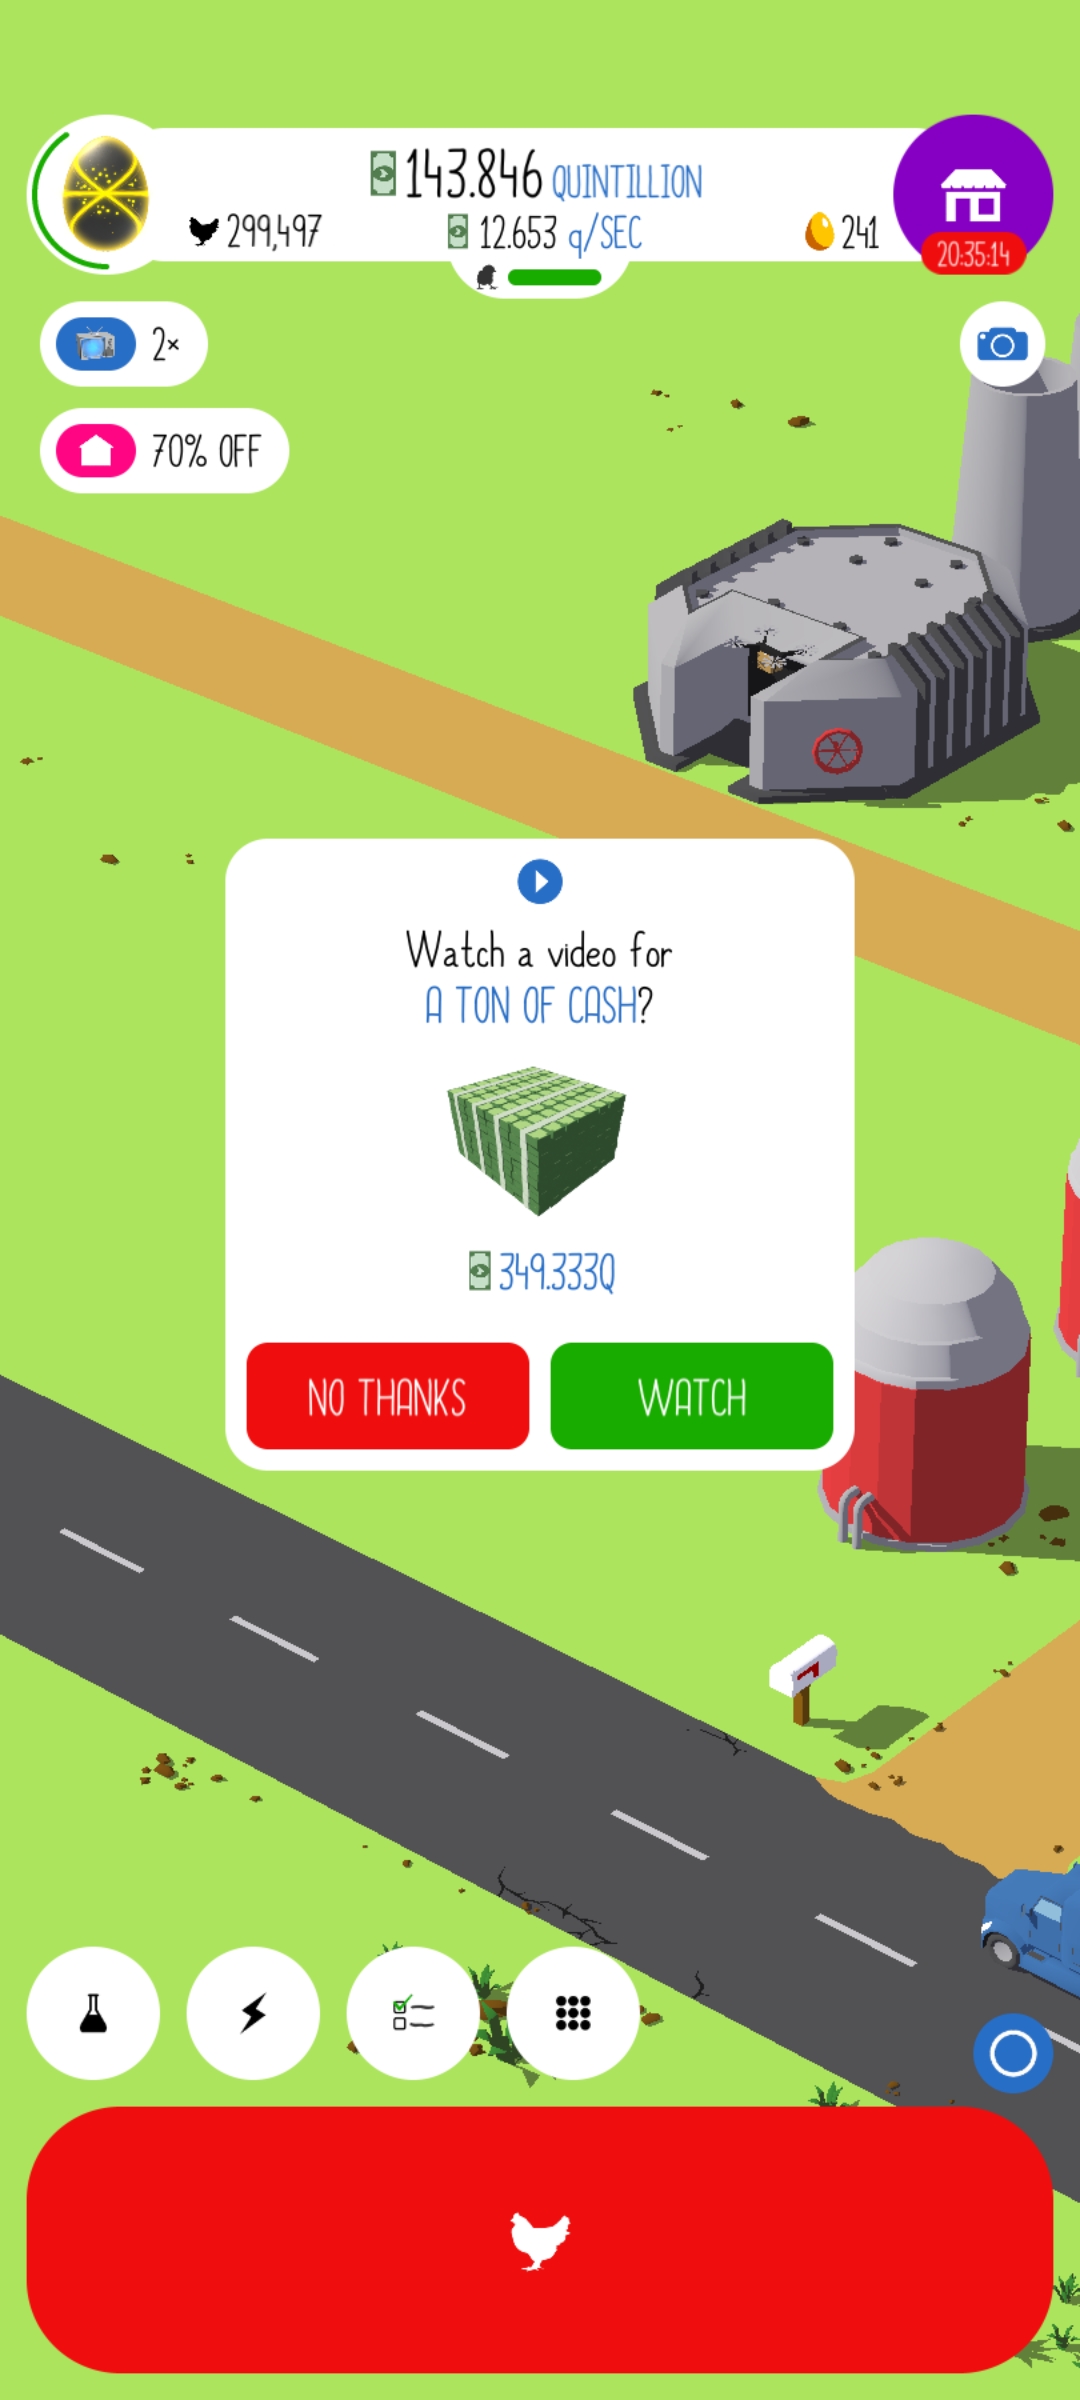 143.846 QUINTILLION
299,497
12.653 q/SEC
241
20:35:14
2×
70% OFF
Watch a video for
A TON OF CASH?
349.333Q
NO THANKS
WATCH